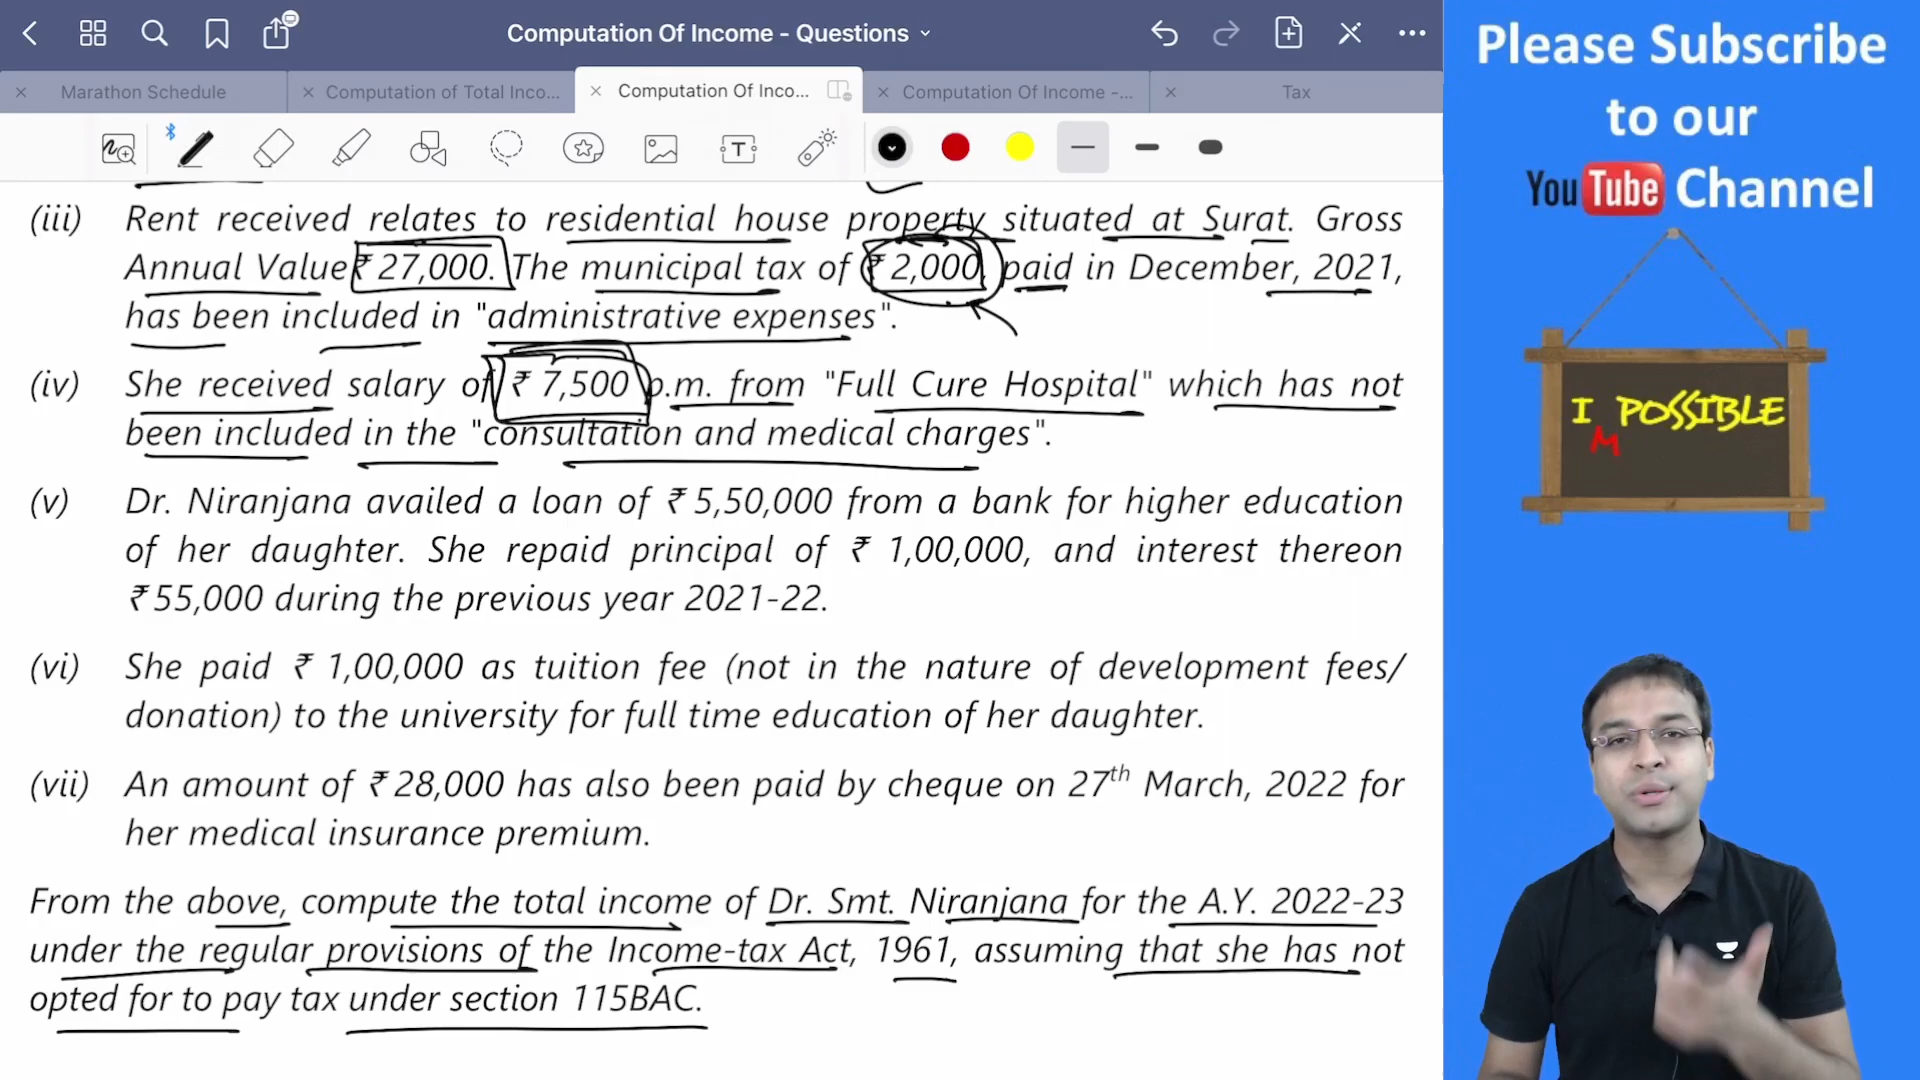 Computation Of Income - Questions
Marathon Schedule
Computation of Total Inco...
Computation Of Inco...
Computation Of Income -...
Tax
T
(iii) Rent received relates to residential house property situated at Surat. Gross
Annual Value ₹ 27,000. The municipal tax of ₹ 2,000, paid in December, 2021,
has been included in "administrative expenses".
(iv) She received salary of ₹ 7,500 p.m. from "Full Cure Hospital" which has not
been included in the "consultation and medical charges".
(v) Dr. Niranjana availed a loan of ₹ 5,50,000 from a bank for higher education
of her daughter. She repaid principal of ₹ 1,00,000, and interest thereon
₹ 55,000 during the previous year 2021-22.
(vi) She paid ₹ 1,00,000 as tuition fee (not in the nature of development fees/
donation) to the university for full time education of her daughter.
(vii) An amount of ₹ 28,000 has also been paid by cheque on 27th March, 2022 for
her medical insurance premium.
From the above, compute the total income of Dr. Smt. Niranjana for the A.Y. 2022-23
under the regular provisions of the Income-tax Act, 1961, assuming that she has not
opted for to pay tax under section 115BAC.
Please Subscribe
to our
YouTube Channel
I POSSIBLE
M